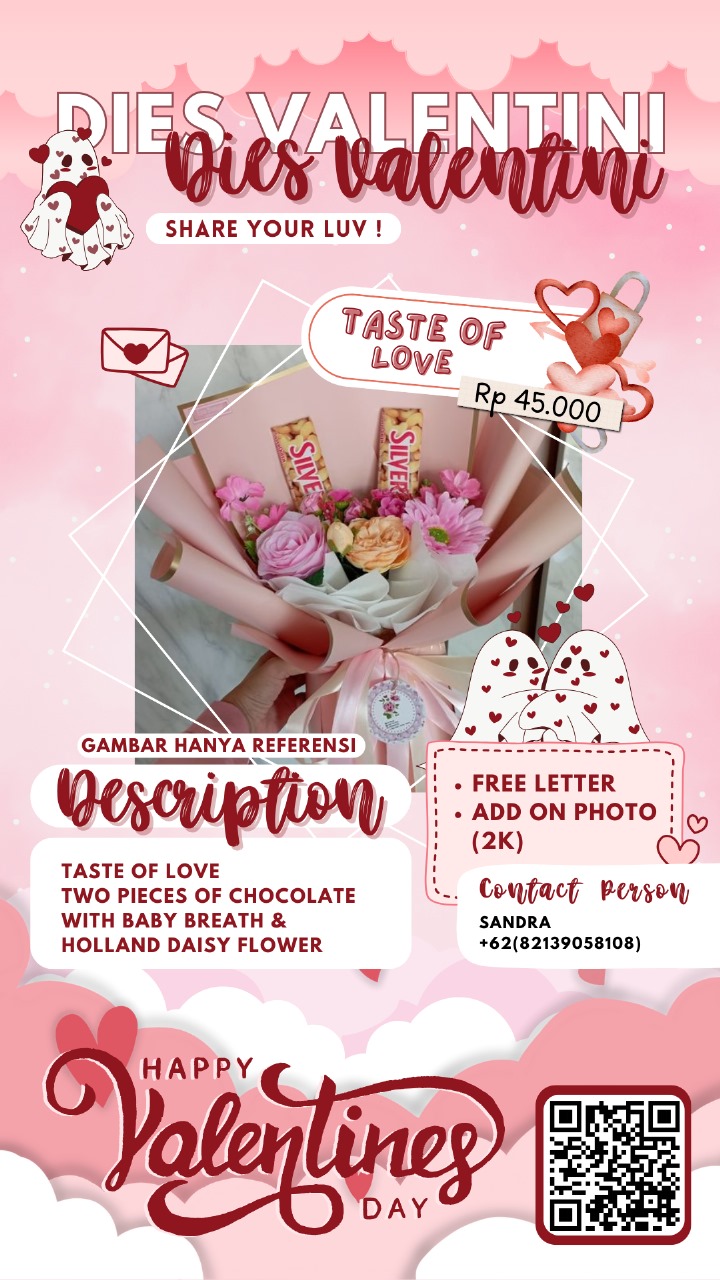 DIES VALENTINI
Dies Valentini
SHARE YOUR LUV !
TASTE OF
LOVE
Rp 45.000
SILVER
SILVER
GAMBAR HANYA REFERENSI
Description
TASTE OF LOVE
TWO PIECES OF CHOCOLATE
WITH BABY BREATH &
HOLLAND DAISY FLOWER
• FREE LETTER
• ADD ON PHOTO
(2K)
Contact Person
SANDRA
+62(82139058108)
HAPPY
Valentines
DAY